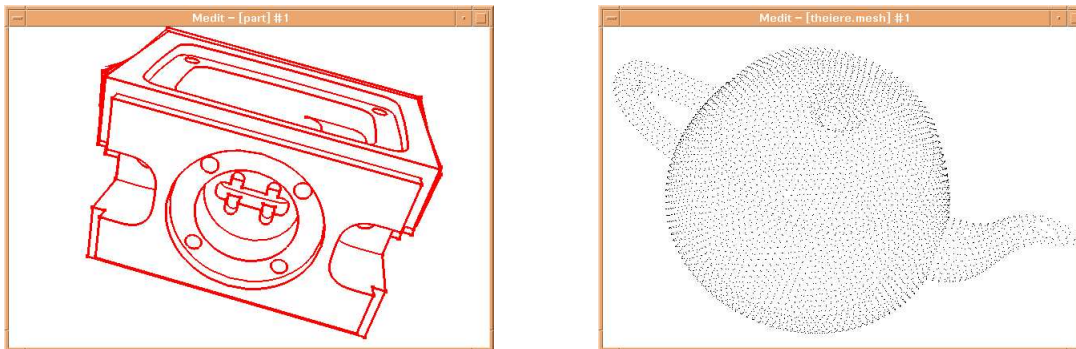 Medit – [part] #1
Medit – [theiere.mesh] #1